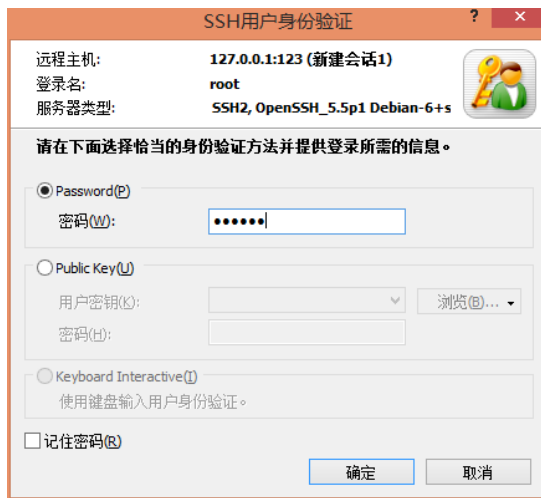 SSH用户身份验证
? ×
远程主机: 127.0.0.1:123 (新建会话1)
登录名: root
服务器类型: SSH2, OpenSSH_5.5p1 Debian-6+s
请在下面选择恰当的身份验证方法并提供登录所需的信息。
Password(P)
密码(W): ●●●●●●
Public Key(U)
用户密钥(K): 浏览(B)...
密码(H):
Keyboard Interactive(I)
使用键盘输入用户身份验证。
记住密码(R)
确定 取消